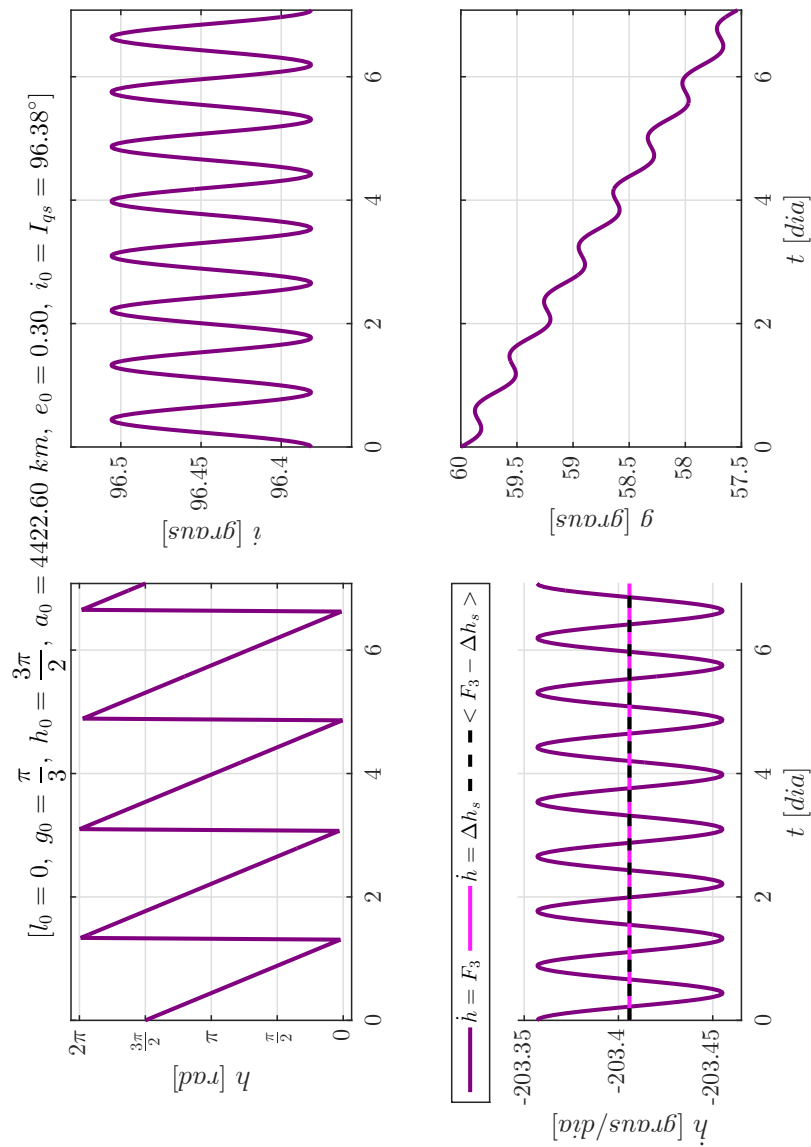 [l₀ = 0, g₀ = π/3, h₀ = 3π/2, a₀ = 4422.60 km, e₀ = 0.30, i₀ = I_qs = 96.38°]
h [rad]
2π
3π/2
π
π/2
0
0 2 4 6
i [graus]
96.5
96.45
96.4
0 2 4 6
ḣ = F₃ ḣ = Δh_s < F₃ − Δh_s >
ḣ [graus/dia]
-203.35
-203.4
-203.45
0 2 4 6
t [dia]
g [graus]
60
59.5
59
58.5
58
57.5
0 2 4 6
t [dia]